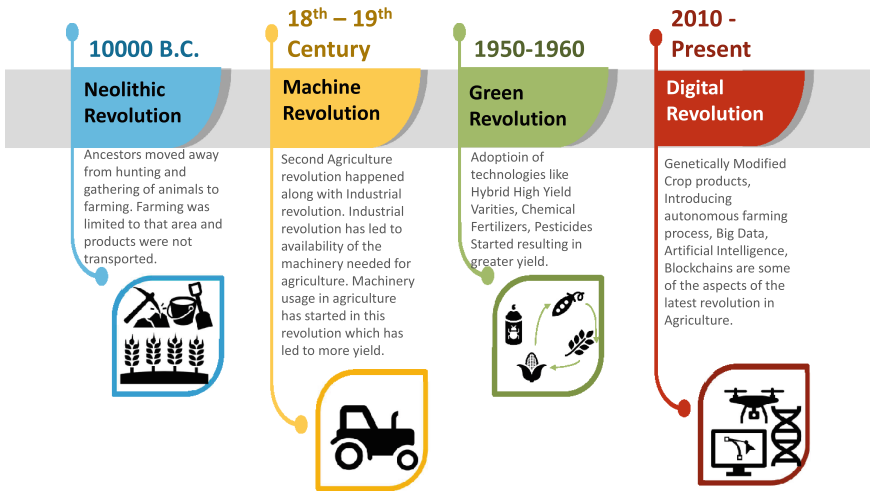 10000 B.C.
Neolithic
Revolution
Ancestors moved away
from hunting and
gathering of animals to
farming. Farming was
limited to that area and
products were not
transported.
18th – 19th
Century
Machine
Revolution
Second Agriculture
revolution happened
along with Industrial
revolution. Industrial
revolution has led to
availability of the
machinery needed for
agriculture. Machinery
usage in agriculture
has started in this
revolution which has
led to more yield.
1950-1960
Green
Revolution
Adoptioin of
technologies like
Hybrid High Yield
Varities, Chemical
Fertilizers, Pesticides
Started resulting in
greater yield.
2010 -
Present
Digital
Revolution
Genetically Modified
Crop products,
Introducing
autonomous farming
process, Big Data,
Artificial Intelligence,
Blockchains are some
of the aspects of the
latest revolution in
Agriculture.